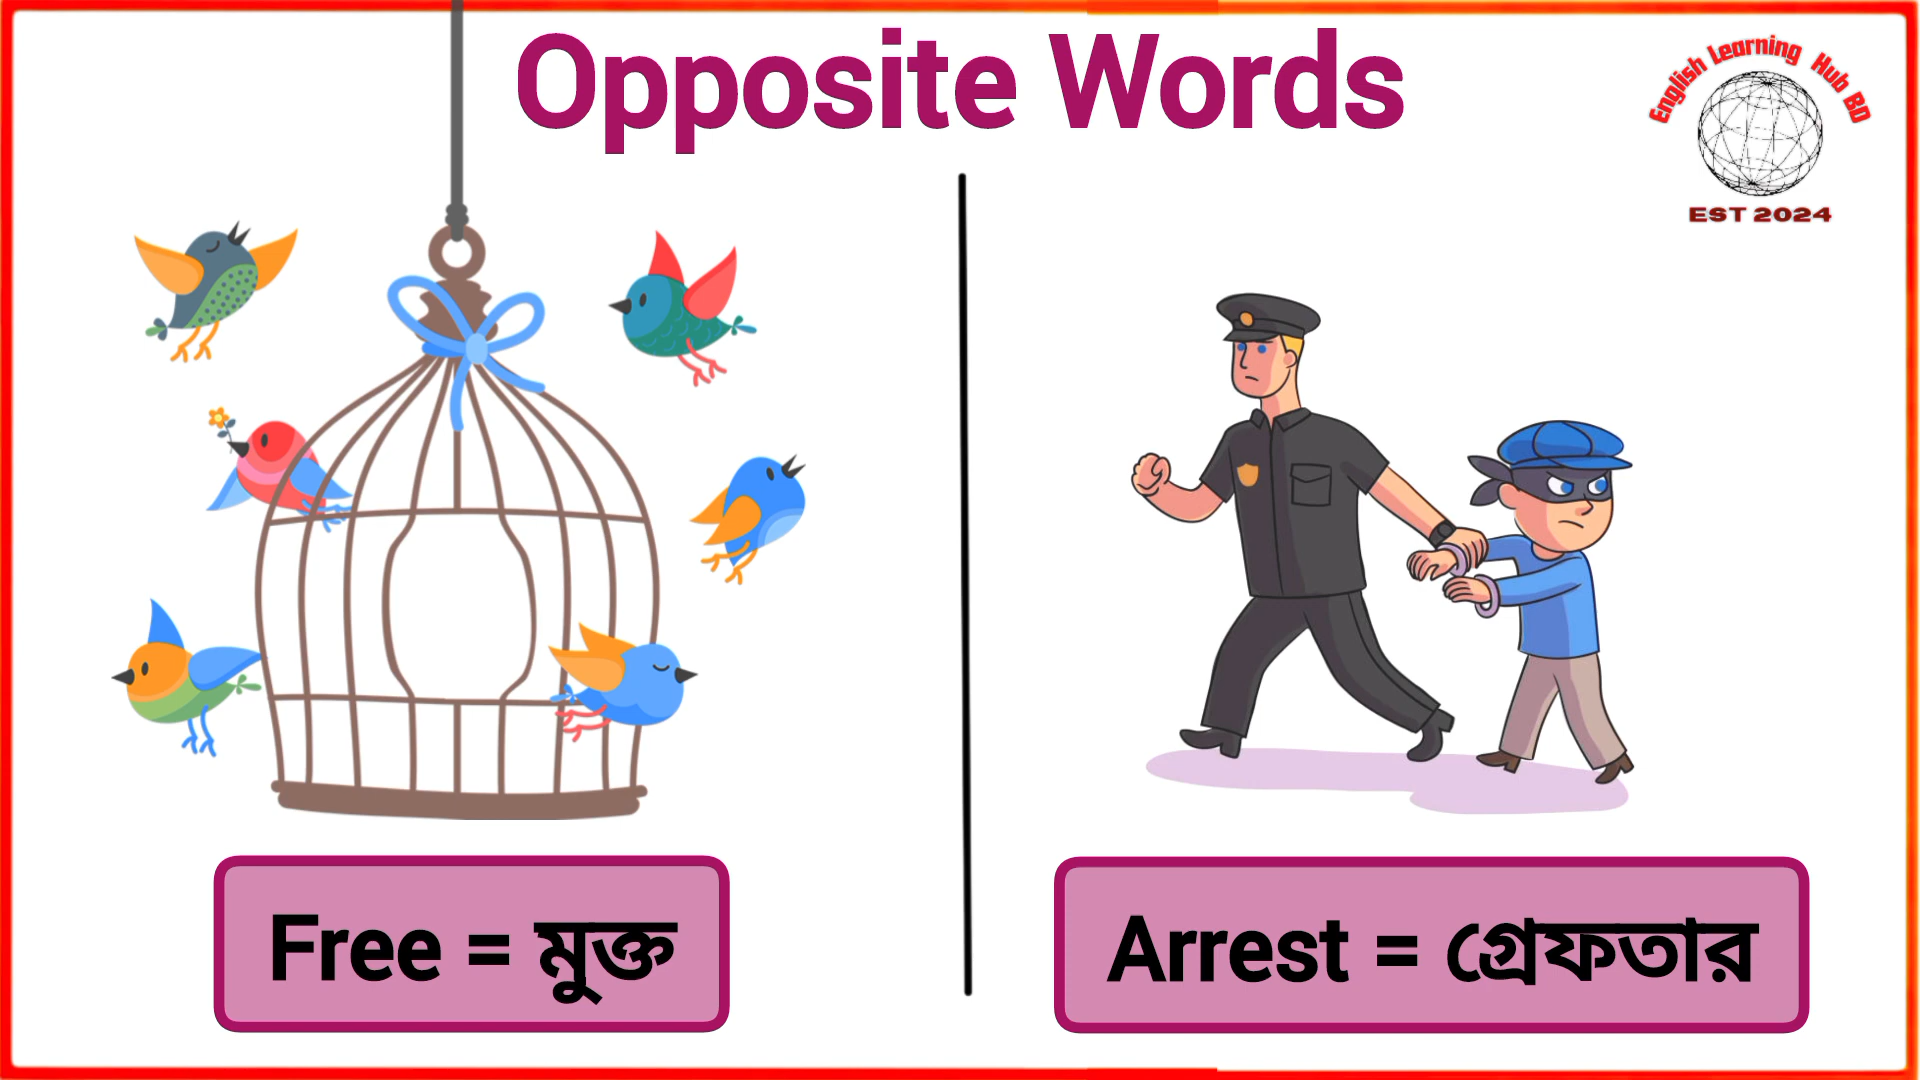 Opposite Words
English Learning Hub BD
EST 2024
Free = মুক্ত
Arrest = গ্রেফতার